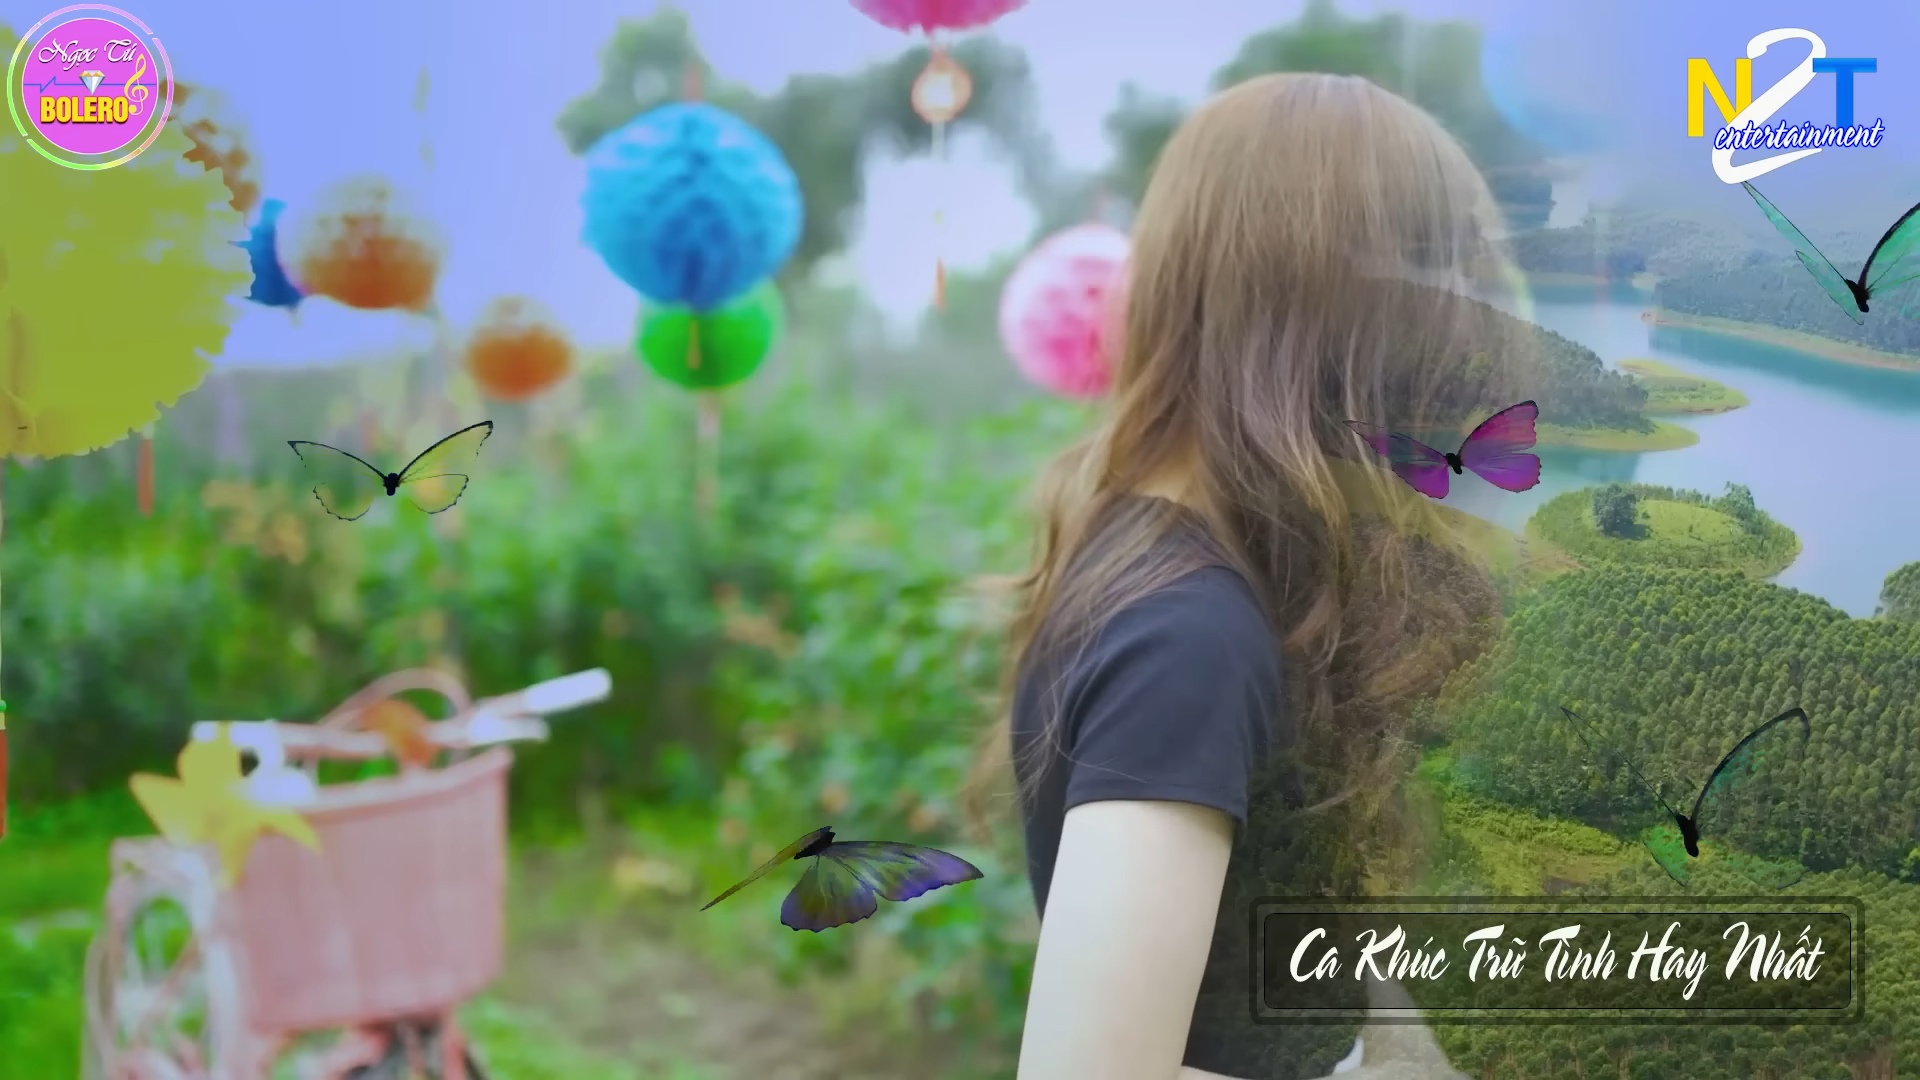 Ngọc Tú
BOLERO
N2T
entertainment
Ca Khúc Trữ Tình Hay Nhất